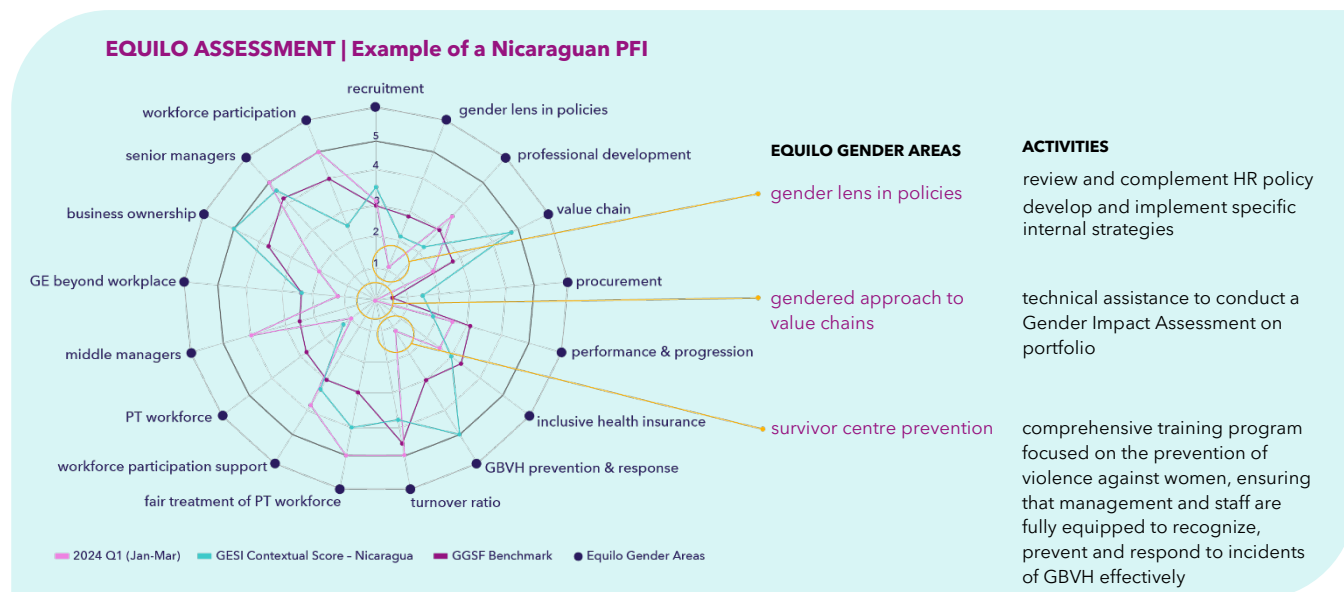 EQUILO ASSESSMENT | Example of a Nicaraguan PFI
recruitment
gender lens in policies
professional development
value chain
procurement
performance & progression
inclusive health insurance
GBVH prevention & response
turnover ratio
fair treatment of PT workforce
workforce participation support
PT workforce
middle managers
GE beyond workplace
business ownership
senior managers
workforce participation
5
4
3
2
1
2024 Q1 (Jan-Mar)
GESI Contextual Score – Nicaragua
GGSF Benchmark
Equilo Gender Areas
EQUILO GENDER AREAS
gender lens in policies
gendered approach to
value chains
survivor centre prevention
ACTIVITIES
review and complement HR policy
develop and implement specific
internal strategies
technical assistance to conduct a
Gender Impact Assessment on
portfolio
comprehensive training program
focused on the prevention of
violence against women, ensuring
that management and staff are
fully equipped to recognize,
prevent and respond to incidents
of GBVH effectively